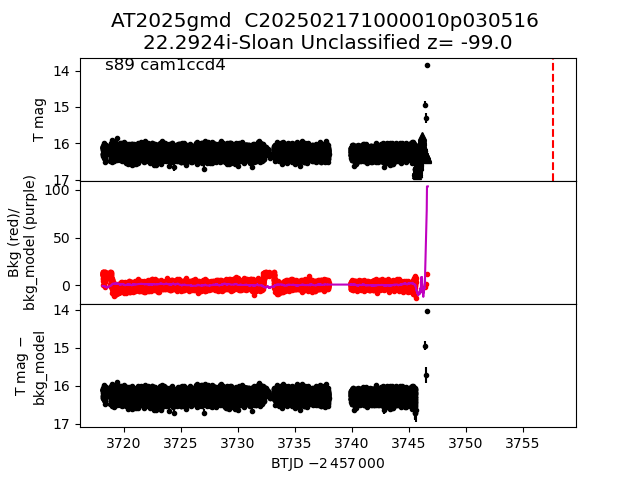 AT2025gmd C202502171000010p030516
22.2924i-Sloan Unclassified z= -99.0
s89 cam1ccd4
14
15
16
17
T mag
100
50
0
Bkg (red)/
bkg_model (purple)
14
15
16
17
T mag −
bkg_model
3720 3725 3730 3735 3740 3745 3750 3755
BTJD −2 457 000